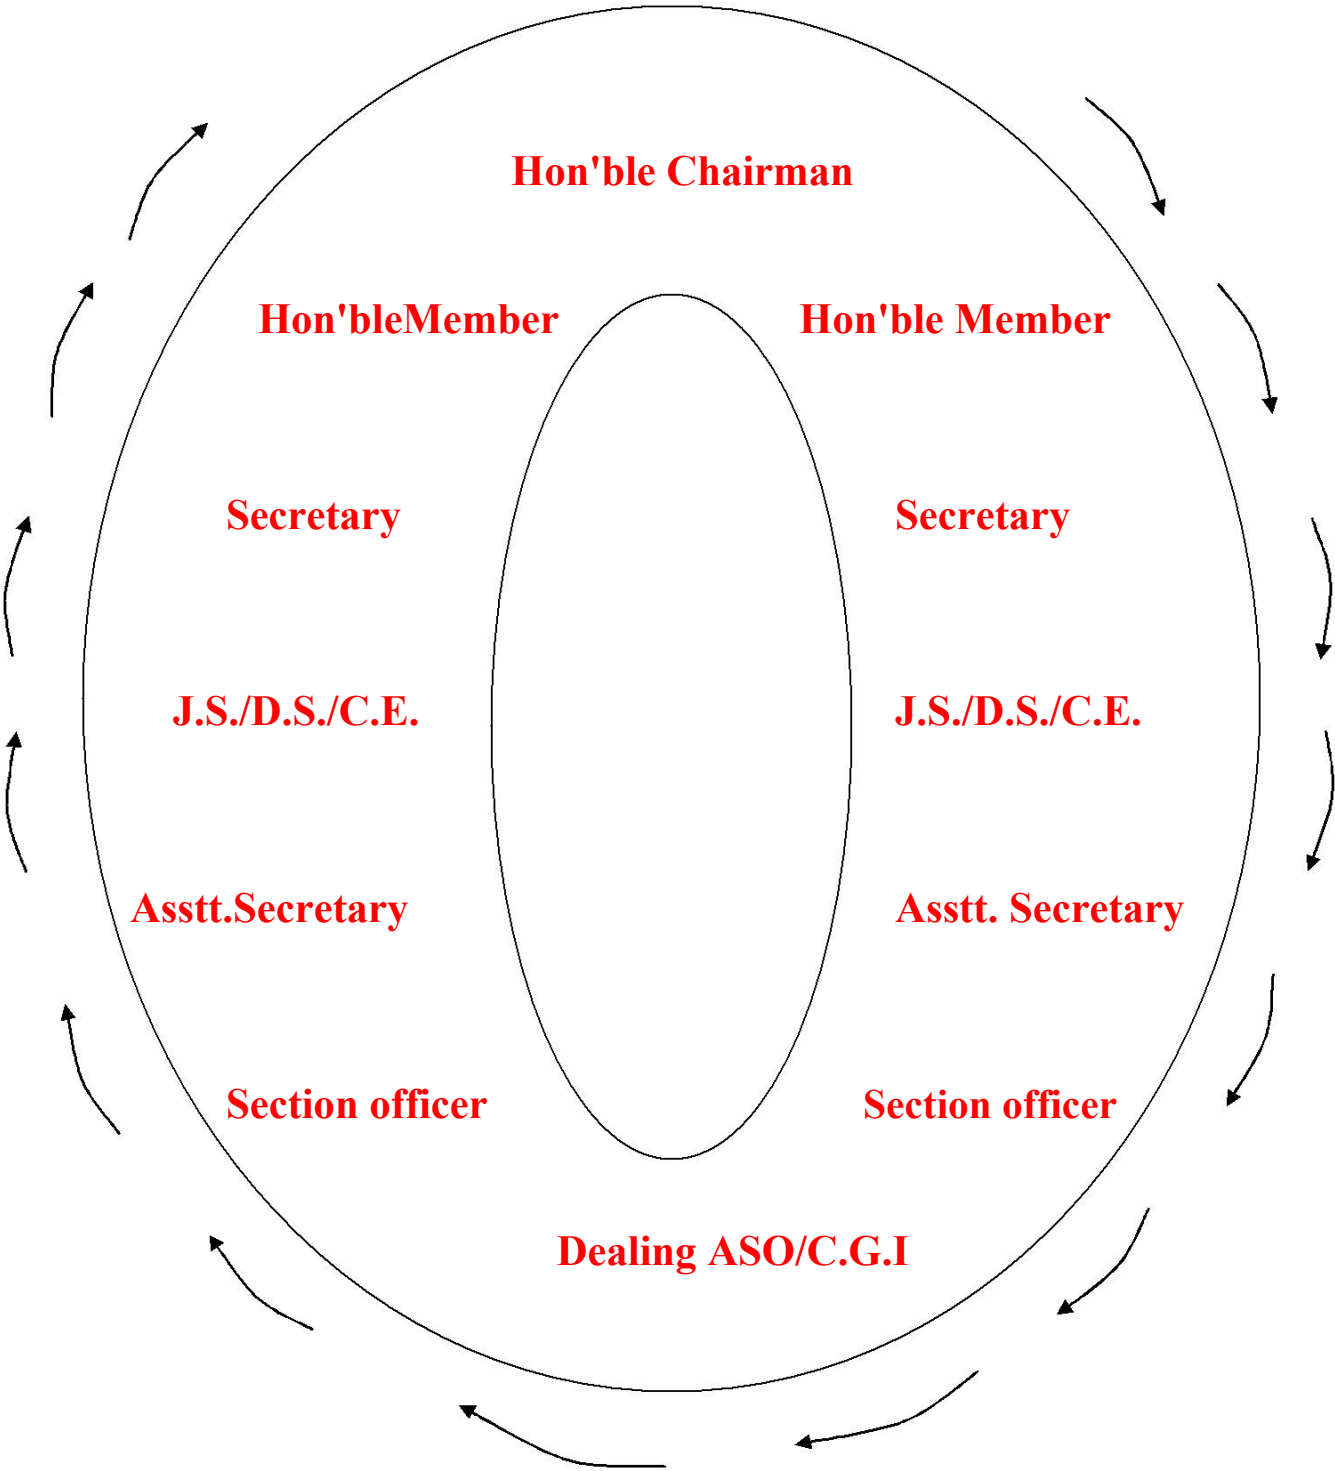 Hon'ble Chairman
Hon'bleMember Hon'ble Member
Secretary Secretary
J.S./D.S./C.E. J.S./D.S./C.E.
Asstt.Secretary Asstt. Secretary
Section officer Section officer
Dealing ASO/C.G.I